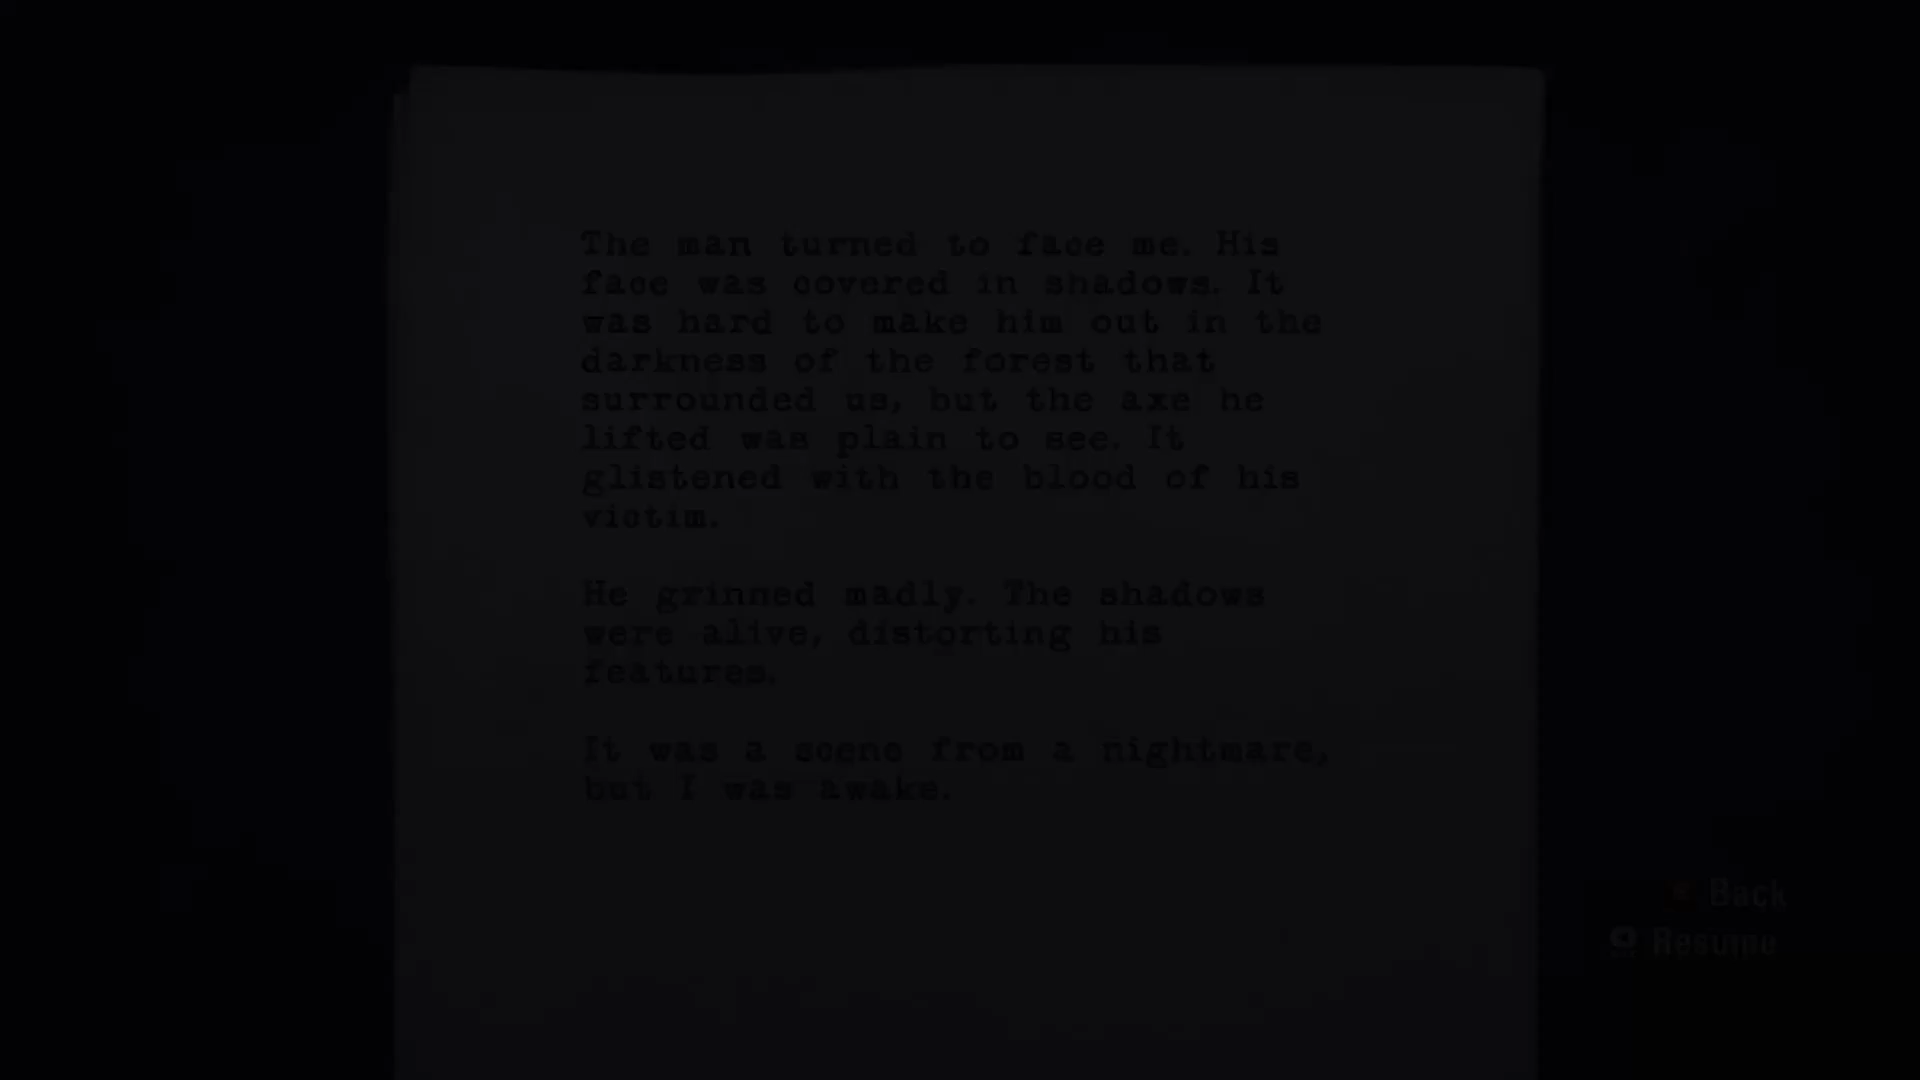 The man turned to face me. His
face was covered in shadows. It
was hard to make him out in the
darkness of the forest that
surrounded us, but the axe he
lifted was plain to see. It
glistened with the blood of his
victim.
He grinned madly. The shadows
were alive, distorting his
features.
It was a scene from a nightmare,
but I was awake.
Back
Resume